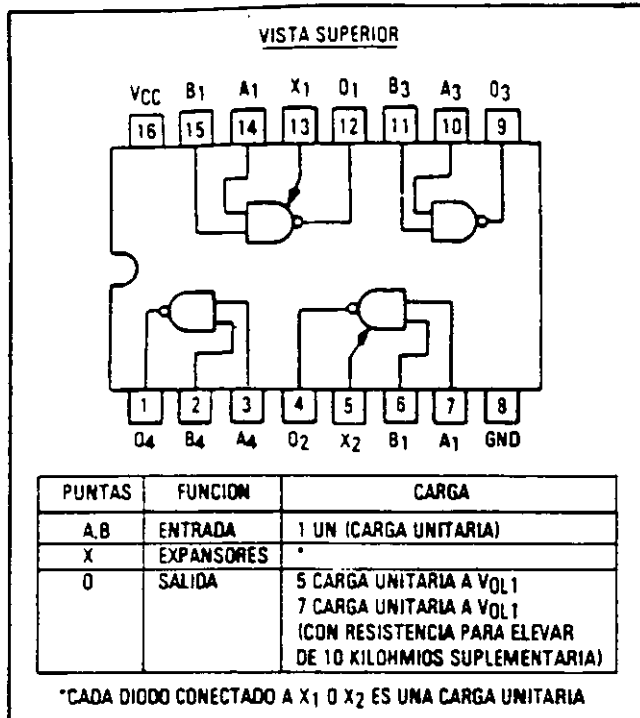 VISTA SUPERIOR
VCC B1 A1 X1 O1 B3 A3 O3
16 15 14 13 12 11 10 9
1 2 3 4 5 6 7 8
O4 B4 A4 O2 X2 B1 A1 GND
PUNTAS FUNCION CARGA
A,B ENTRADA 1 UN (CARGA UNITARIA)
X EXPANSORES *
O SALIDA 5 CARGA UNITARIA A VOL1
7 CARGA UNITARIA A VOL1
(CON RESISTENCIA PARA ELEVAR
DE 10 KILOHMIOS SUPLEMENTARIA)
*CADA DIODO CONECTADO A X1 O X2 ES UNA CARGA UNITARIA